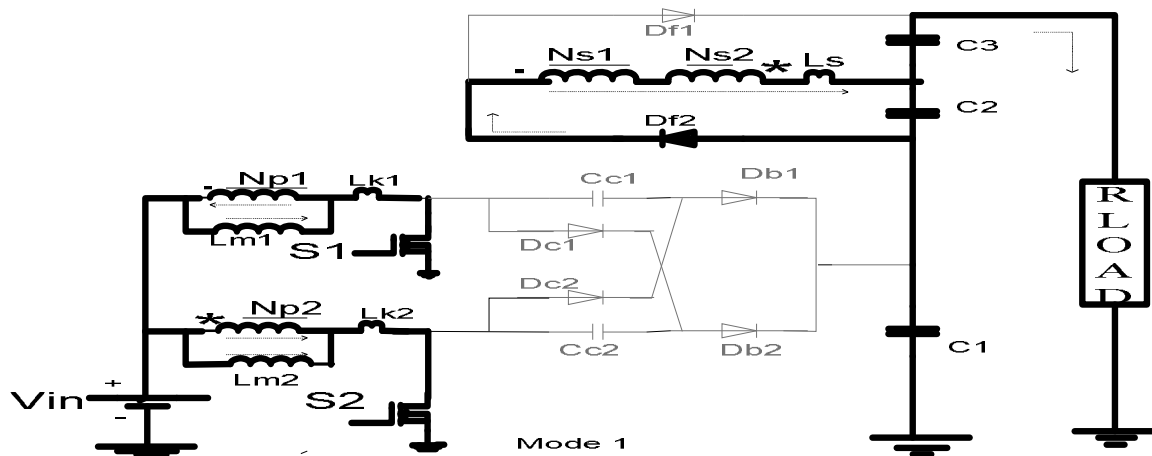 Df1
C3
Ns1 Ns2 * Ls
-
C2
Df2
Np1 Lk1 Cc1 Db1
-
Lm1
S1
Dc1
RLOAD
Dc2
* Np2 Lk2
Cc2 Db2
C1
Lm2
+
Vin
-
S2
Mode 1